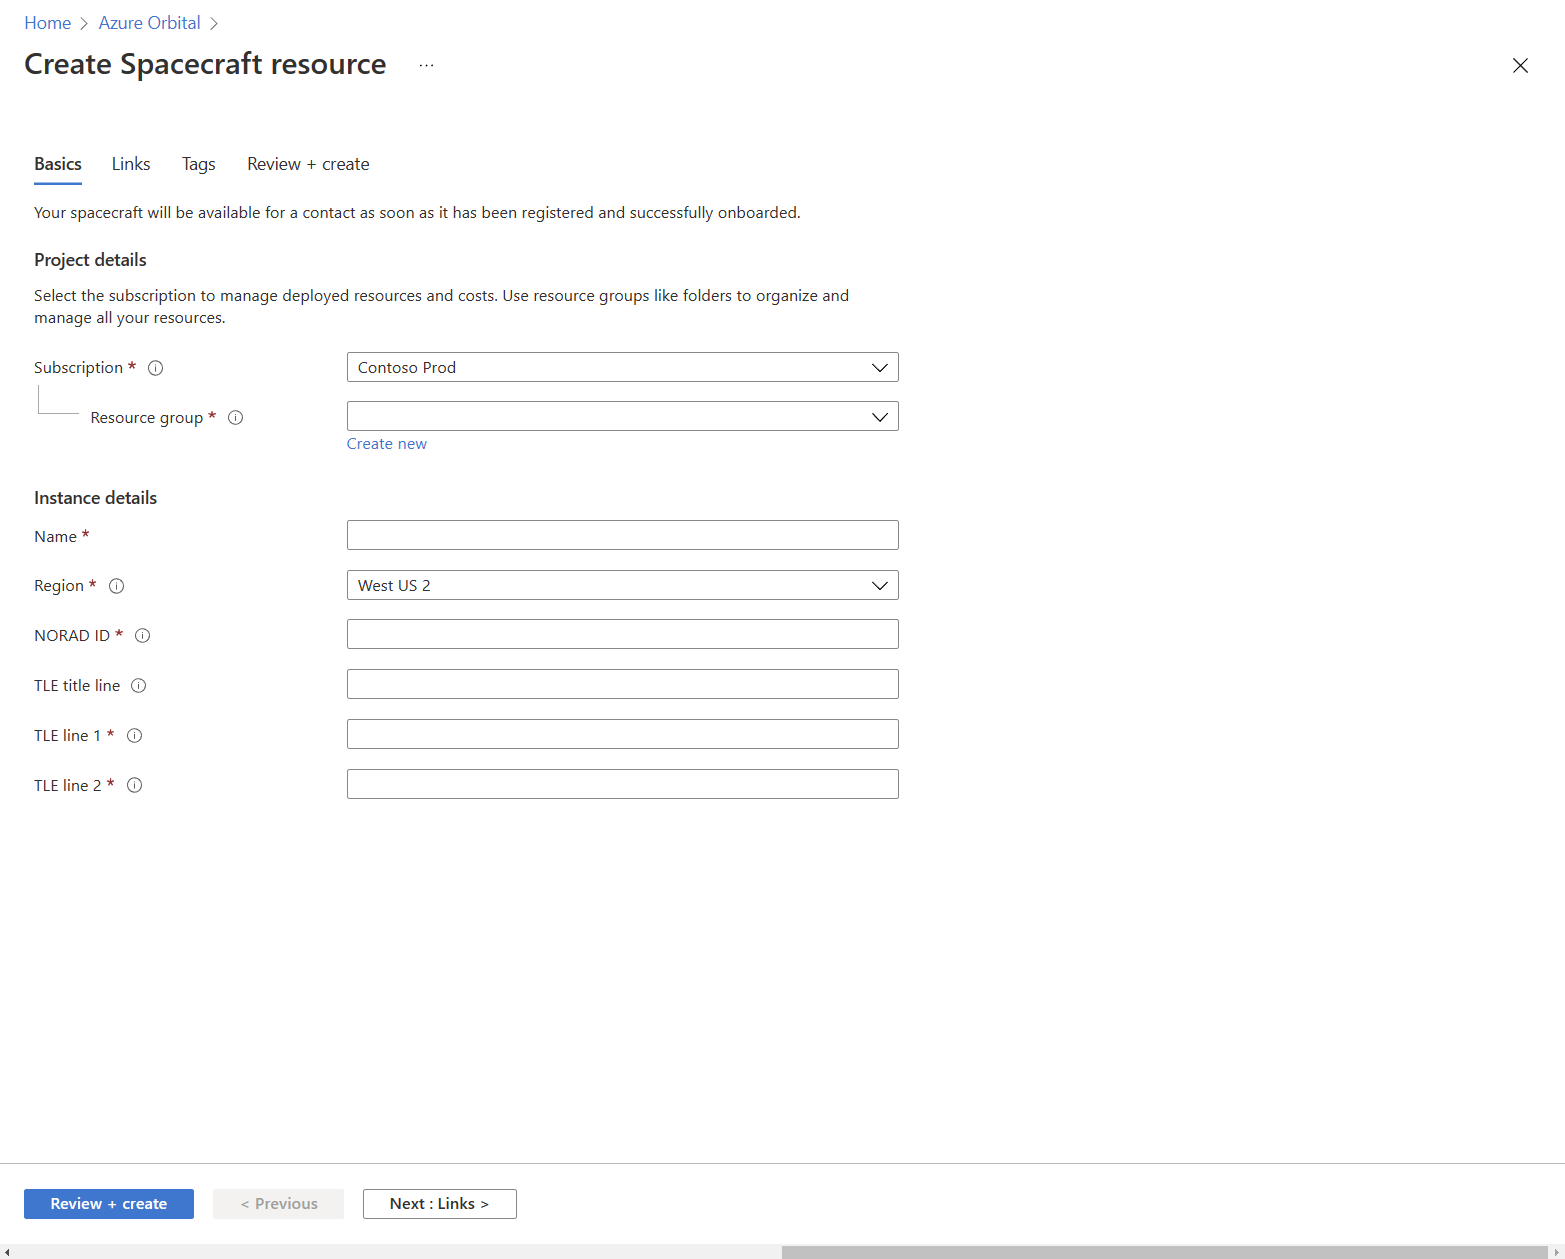 Home > Azure Orbital >
Create Spacecraft resource ...
Basics Links Tags Review + create
Your spacecraft will be available for a contact as soon as it has been registered and successfully onboarded.
Project details
Select the subscription to manage deployed resources and costs. Use resource groups like folders to organize and
manage all your resources.
Subscription * Contoso Prod
Resource group *
Create new
Instance details
Name *
Region * West US 2
NORAD ID *
TLE title line
TLE line 1 *
TLE line 2 *
Review + create < Previous Next : Links >